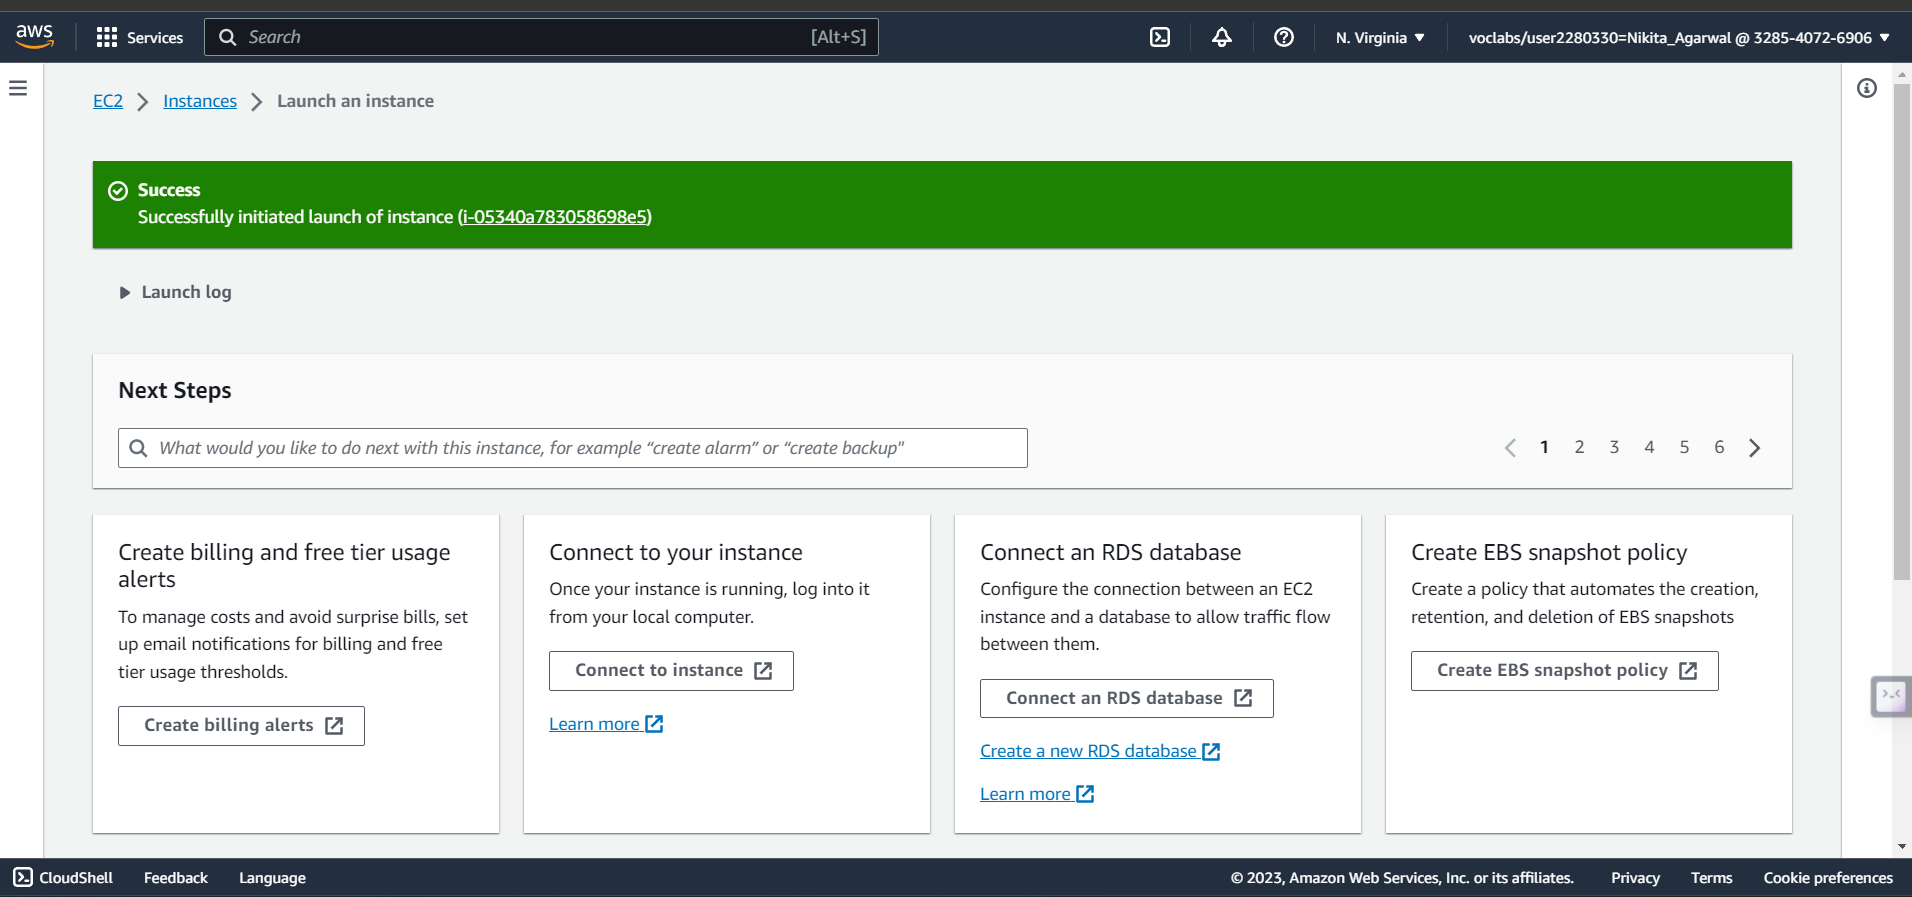 aws
Services
Search [Alt+S]
N. Virginia
voclabs/user2280330=Nikita_Agarwal @ 3285-4072-6906
EC2 Instances Launch an instance
Success
Successfully initiated launch of instance (i-05340a783058698e5)
Launch log
Next Steps
What would you like to do next with this instance, for example “create alarm” or “create backup"
1 2 3 4 5 6
Create billing and free tier usage
alerts
To manage costs and avoid surprise bills, set
up email notifications for billing and free
tier usage thresholds.
Create billing alerts
Connect to your instance
Once your instance is running, log into it
from your local computer.
Connect to instance
Learn more
Connect an RDS database
Configure the connection between an EC2
instance and a database to allow traffic flow
between them.
Connect an RDS database
Create a new RDS database
Learn more
Create EBS snapshot policy
Create a policy that automates the creation,
retention, and deletion of EBS snapshots
Create EBS snapshot policy
CloudShell Feedback Language
© 2023, Amazon Web Services, Inc. or its affiliates. Privacy Terms Cookie preferences